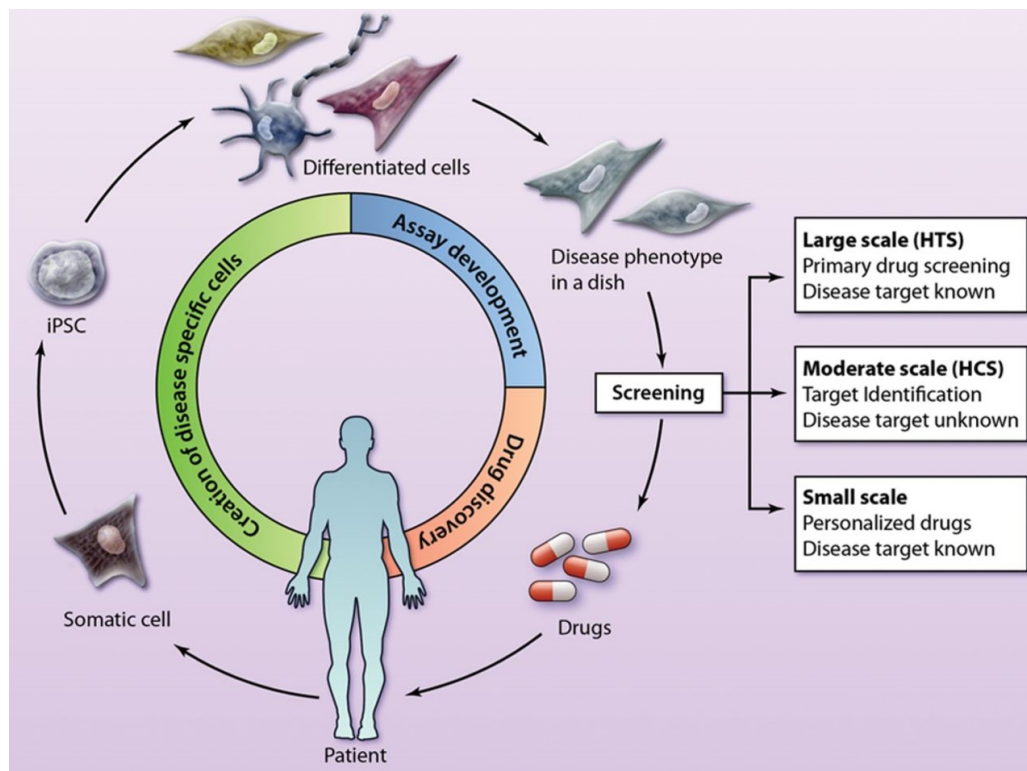 Differentiated cells
Assay development
Creation of disease specific cells
Disease phenotype
in a dish
Large scale (HTS)
Primary drug screening
Disease target known
iPSC
Screening
Moderate scale (HCS)
Target Identification
Disease target unknown
Drug discovery
Small scale
Personalized drugs
Disease target known
Somatic cell
Drugs
Patient